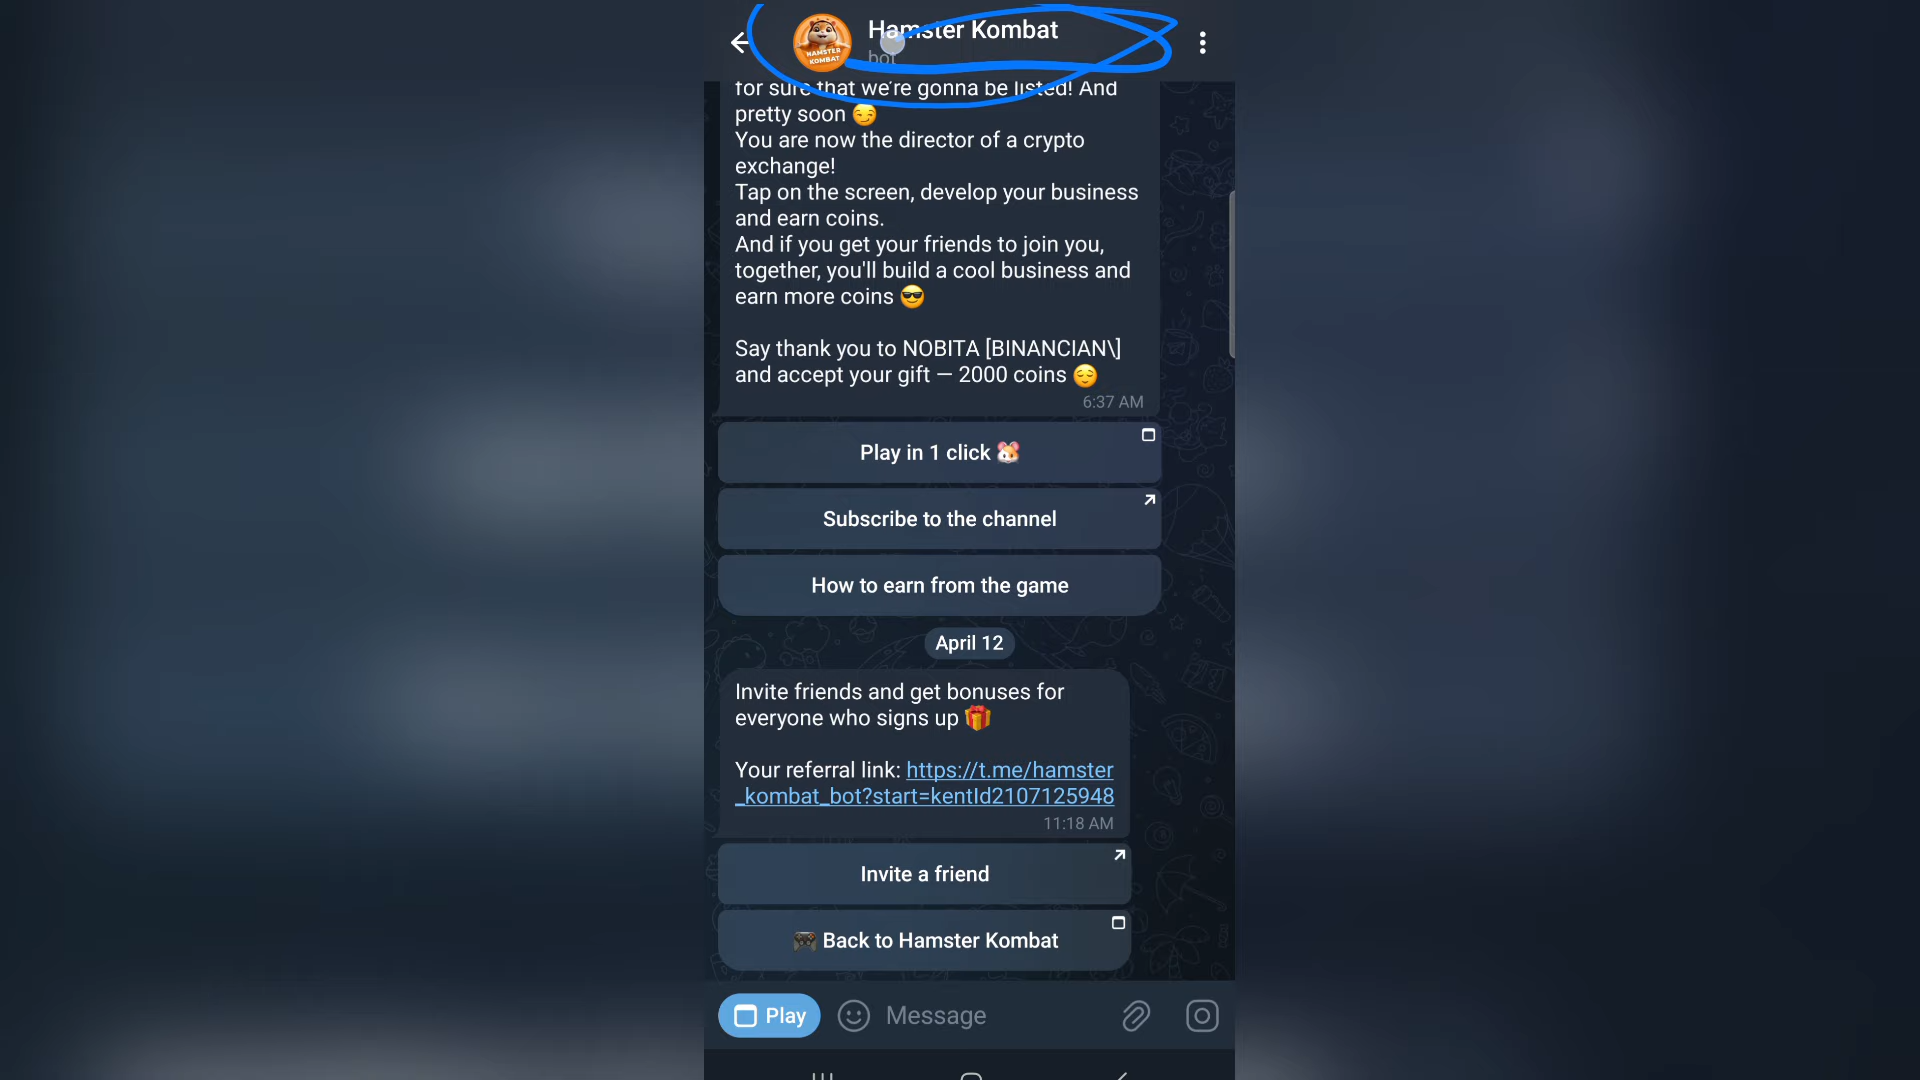 Hamster Kombat
HAMSTER
KOMBAT
bot
for sure that we're gonna be listed! And
pretty soon 😏
You are now the director of a crypto
exchange!
Tap on the screen, develop your business
and earn coins.
And if you get your friends to join you,
together, you'll build a cool business and
earn more coins 😎
Say thank you to NOBITA [BINANCIAN\]
and accept your gift — 2000 coins 😌
6:37 AM
Play in 1 click 🐹
Subscribe to the channel
How to earn from the game
April 12
Invite friends and get bonuses for
everyone who signs up 🎁
Your referral link: https://t.me/hamster
_kombat_bot?start=kentId2107125948
11:18 AM
Invite a friend
🎮 Back to Hamster Kombat
Play
Message